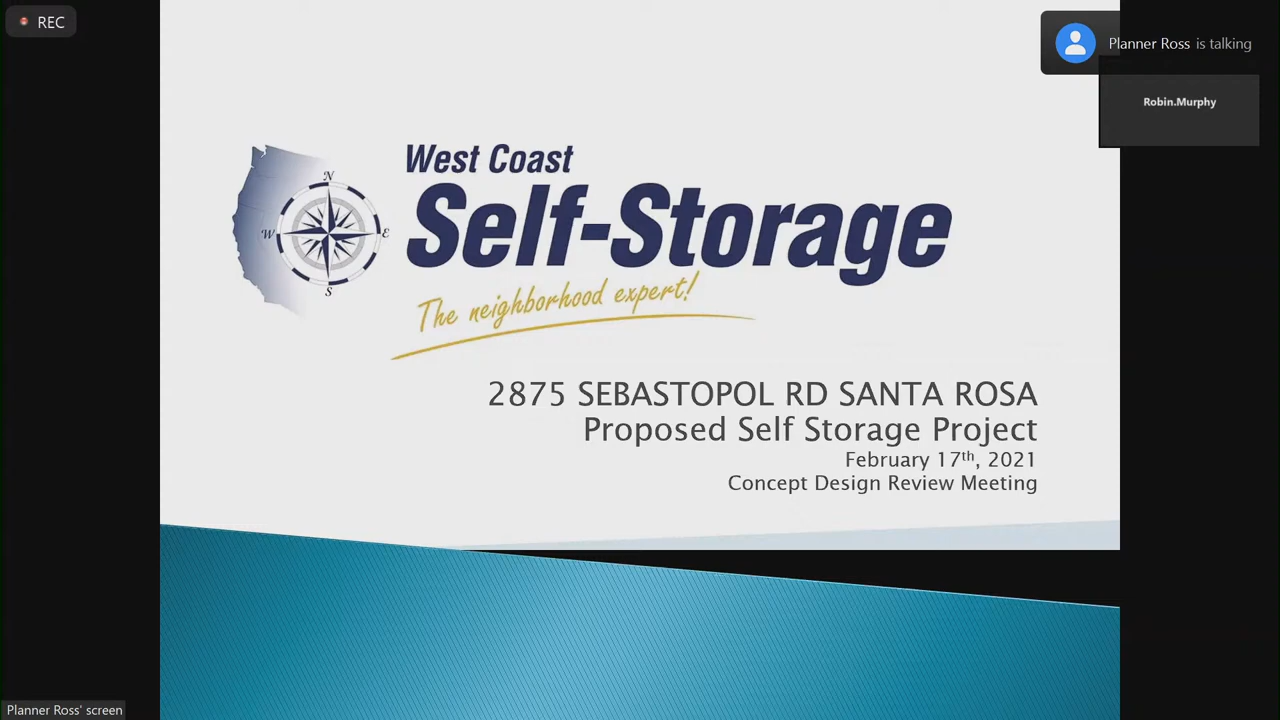 REC
Planner Ross is talking
Robin.Murphy
West Coast
Self-Storage
The neighborhood expert!
N
W
E
S
2875 SEBASTOPOL RD SANTA ROSA
Proposed Self Storage Project
February 17th, 2021
Concept Design Review Meeting
Planner Ross' screen